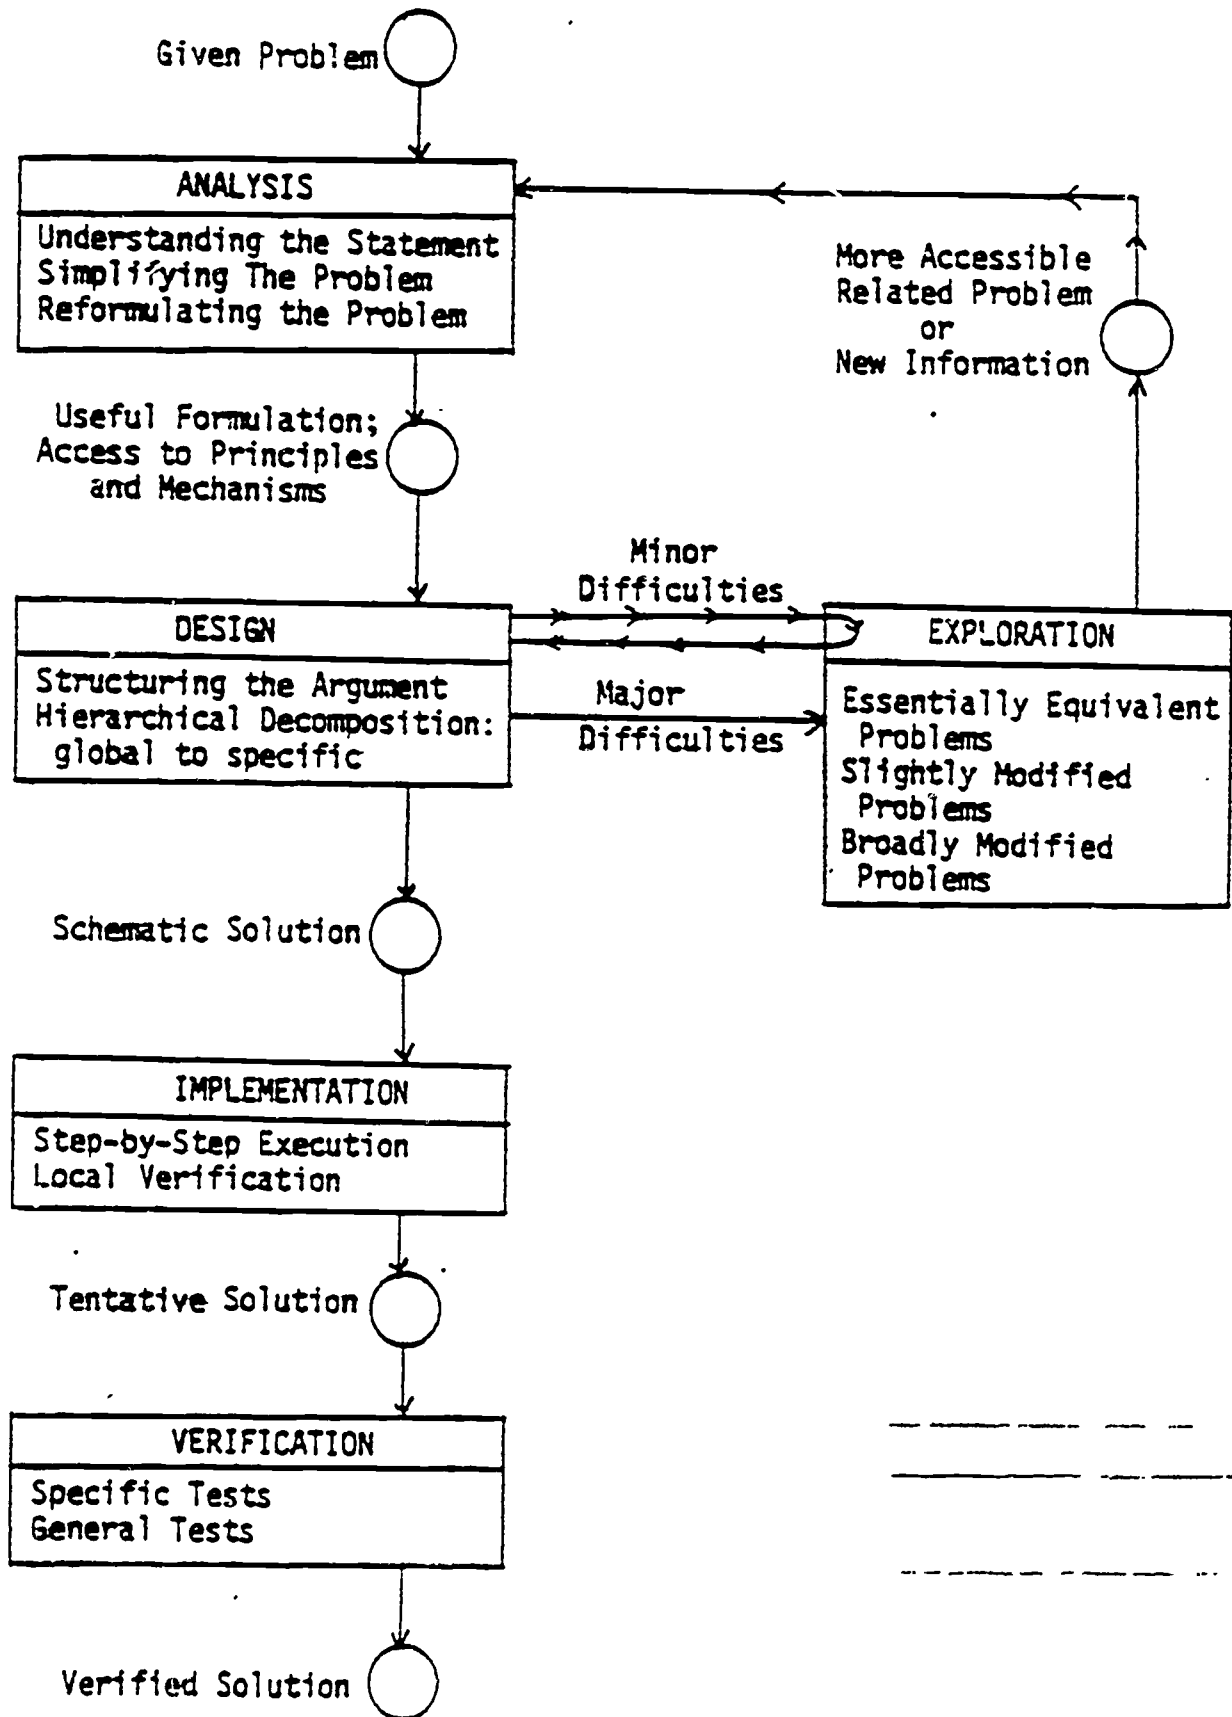 Given Problem
ANALYSIS
Understanding the Statement
Simplifying The Problem
Reformulating the Problem
More Accessible
Related Problem
or
New Information
Useful Formulation;
Access to Principles
and Mechanisms
Minor
Difficulties
DESIGN
Structuring the Argument
Hierarchical Decomposition:
global to specific
Major
Difficulties
EXPLORATION
Essentially Equivalent
Problems
Slightly Modified
Problems
Broadly Modified
Problems
Schematic Solution
IMPLEMENTATION
Step-by-Step Execution
Local Verification
Tentative Solution
VERIFICATION
Specific Tests
General Tests
Verified Solution